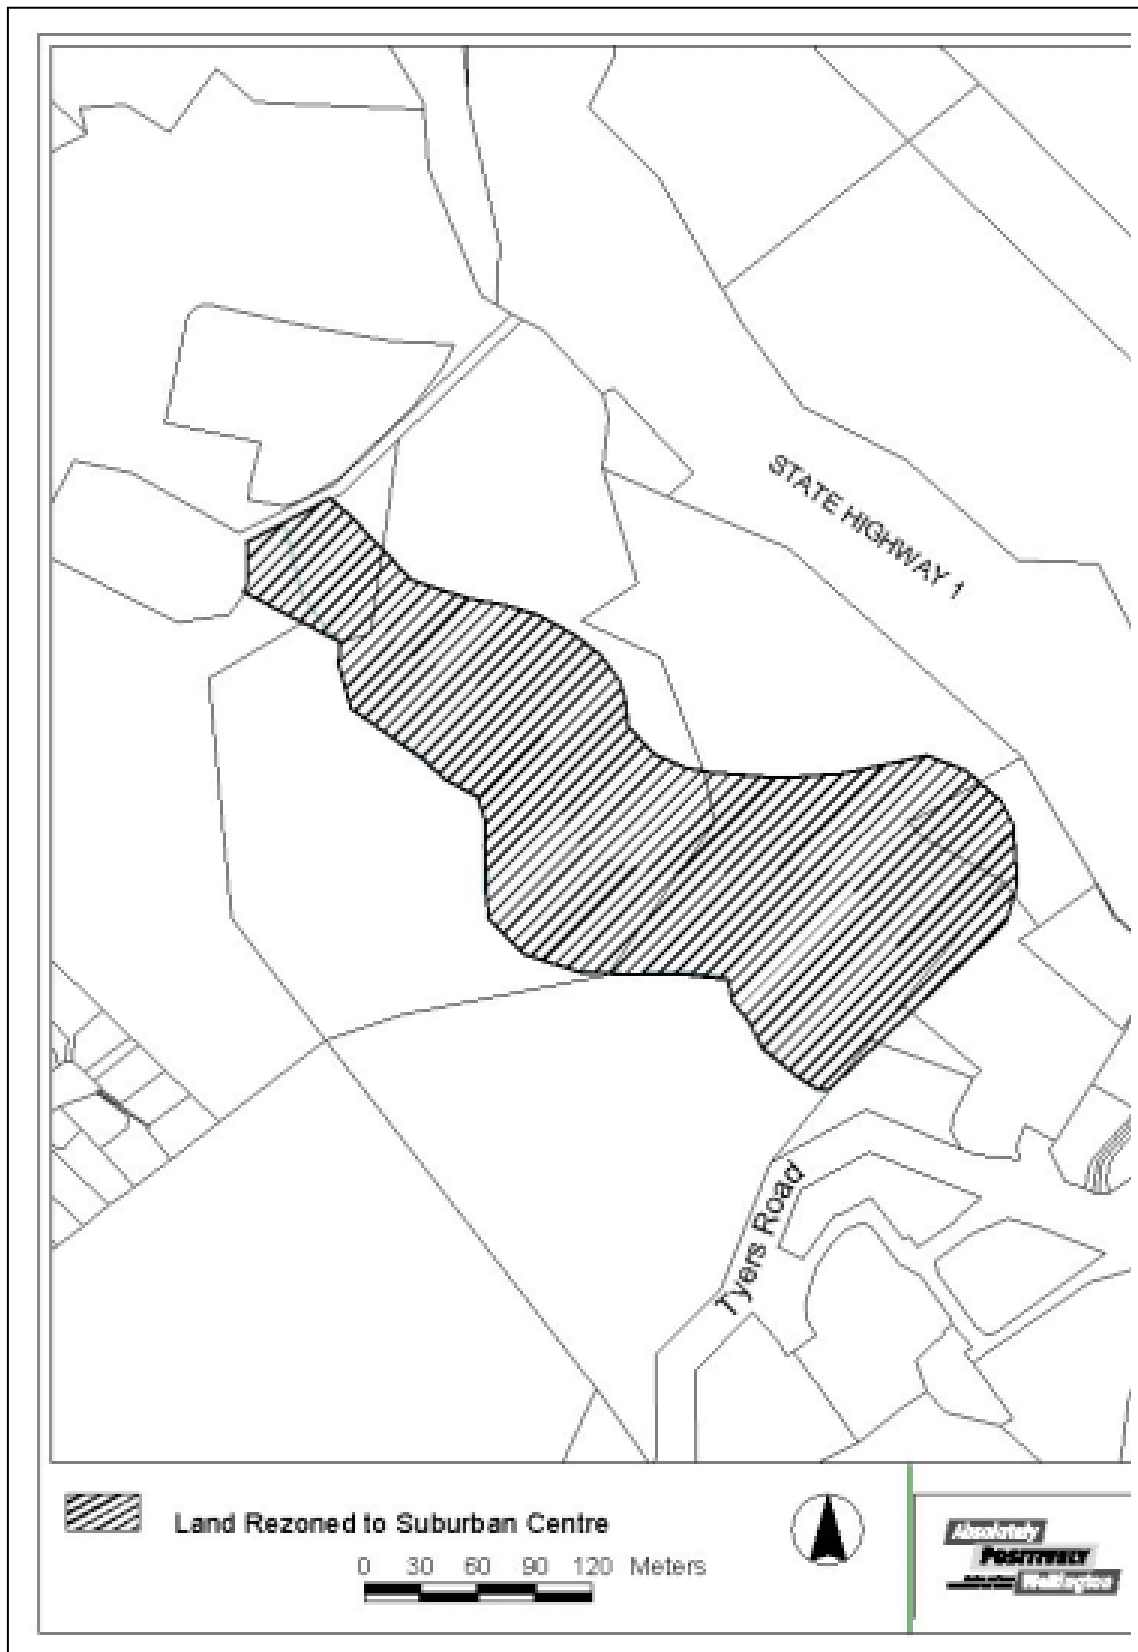 STATE HIGHWAY 1
Tyers Road
Land Rezoned to Suburban Centre
0 30 60 90 120 Meters
Absolutely
POSITIVELY
Wellington